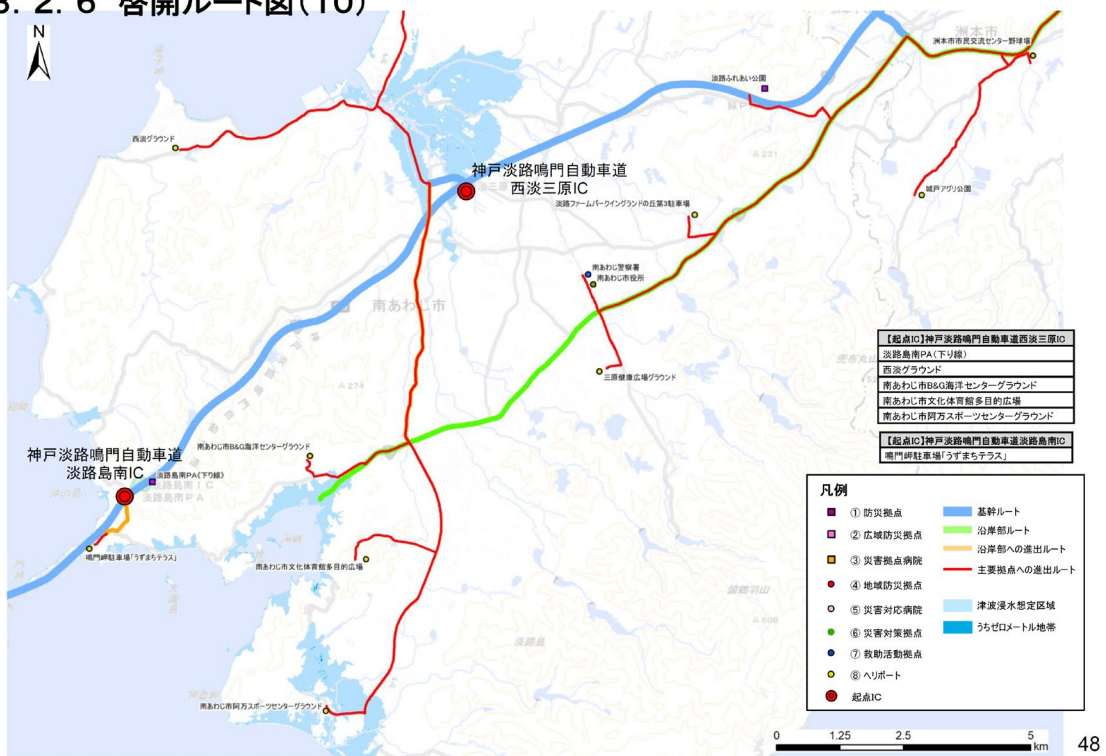 3. 2. 6 啓開ルート図(10)
N
洲本市
洲本市市民交流センター野球場
淡路ふれあい公園
西淡グラウンド
神戸淡路鳴門自動車道
西淡三原IC
淡路ファームパークイングランドの丘第3駐車場
城戸アグリ公園
221
南あわじ警察署
南あわじ市役所
南あわじ市
三原健康広場グラウンド
274
【起点IC】神戸淡路鳴門自動車道西淡三原IC
淡路島南PA(下り線)
西淡グラウンド
南あわじ市B&G海洋センターグラウンド
南あわじ市文化体育館多目的広場
南あわじ市阿万スポーツセンターグラウンド
【起点IC】神戸淡路鳴門自動車道淡路島南IC
鳴門岬駐車場「うずまちテラス」
南あわじ市B&G海洋センターグラウンド
神戸淡路鳴門自動車道
淡路島南IC
淡路島南PA(下り線)
淡路島南IC
淡路島南PA
鳴門岬駐車場「うずまちテラス」
南あわじ市文化体育館多目的広場
諭鶴羽山
608
淡路島
南あわじ市阿万スポーツセンターグラウンド
凡例
① 防災拠点
② 広域防災拠点
③ 災害拠点病院
④ 地域防災拠点
⑤ 災害対応病院
⑥ 災害対策拠点
⑦ 救助活動拠点
⑧ ヘリポート
起点IC
基幹ルート
沿岸部ルート
沿岸部への進出ルート
主要拠点への進出ルート
津波浸水想定区域
うちゼロメートル地帯
0 1.25 2.5 5
km
48